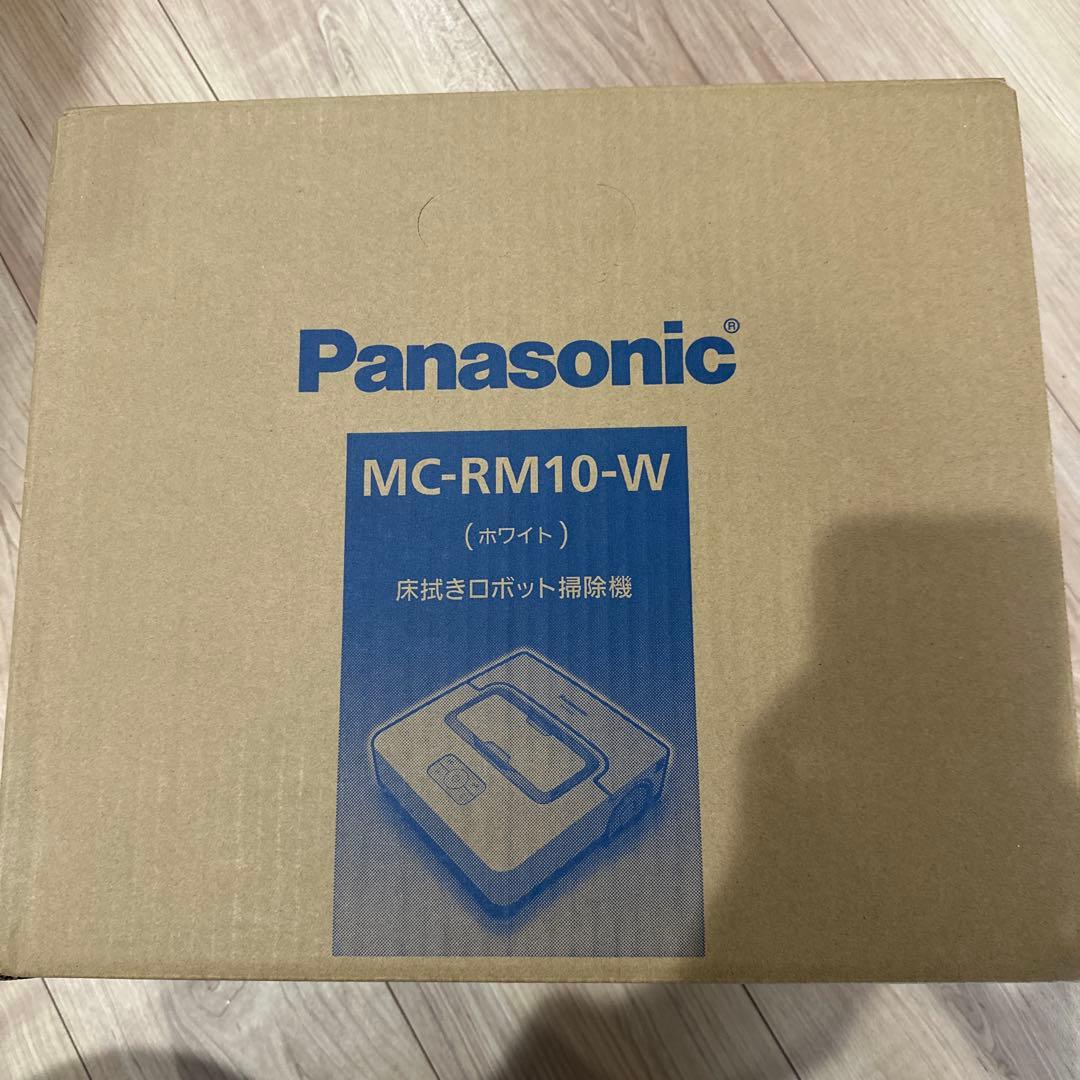 Panasonic®
MC-RM10-W
(ホワイト)
床拭きロボット掃除機